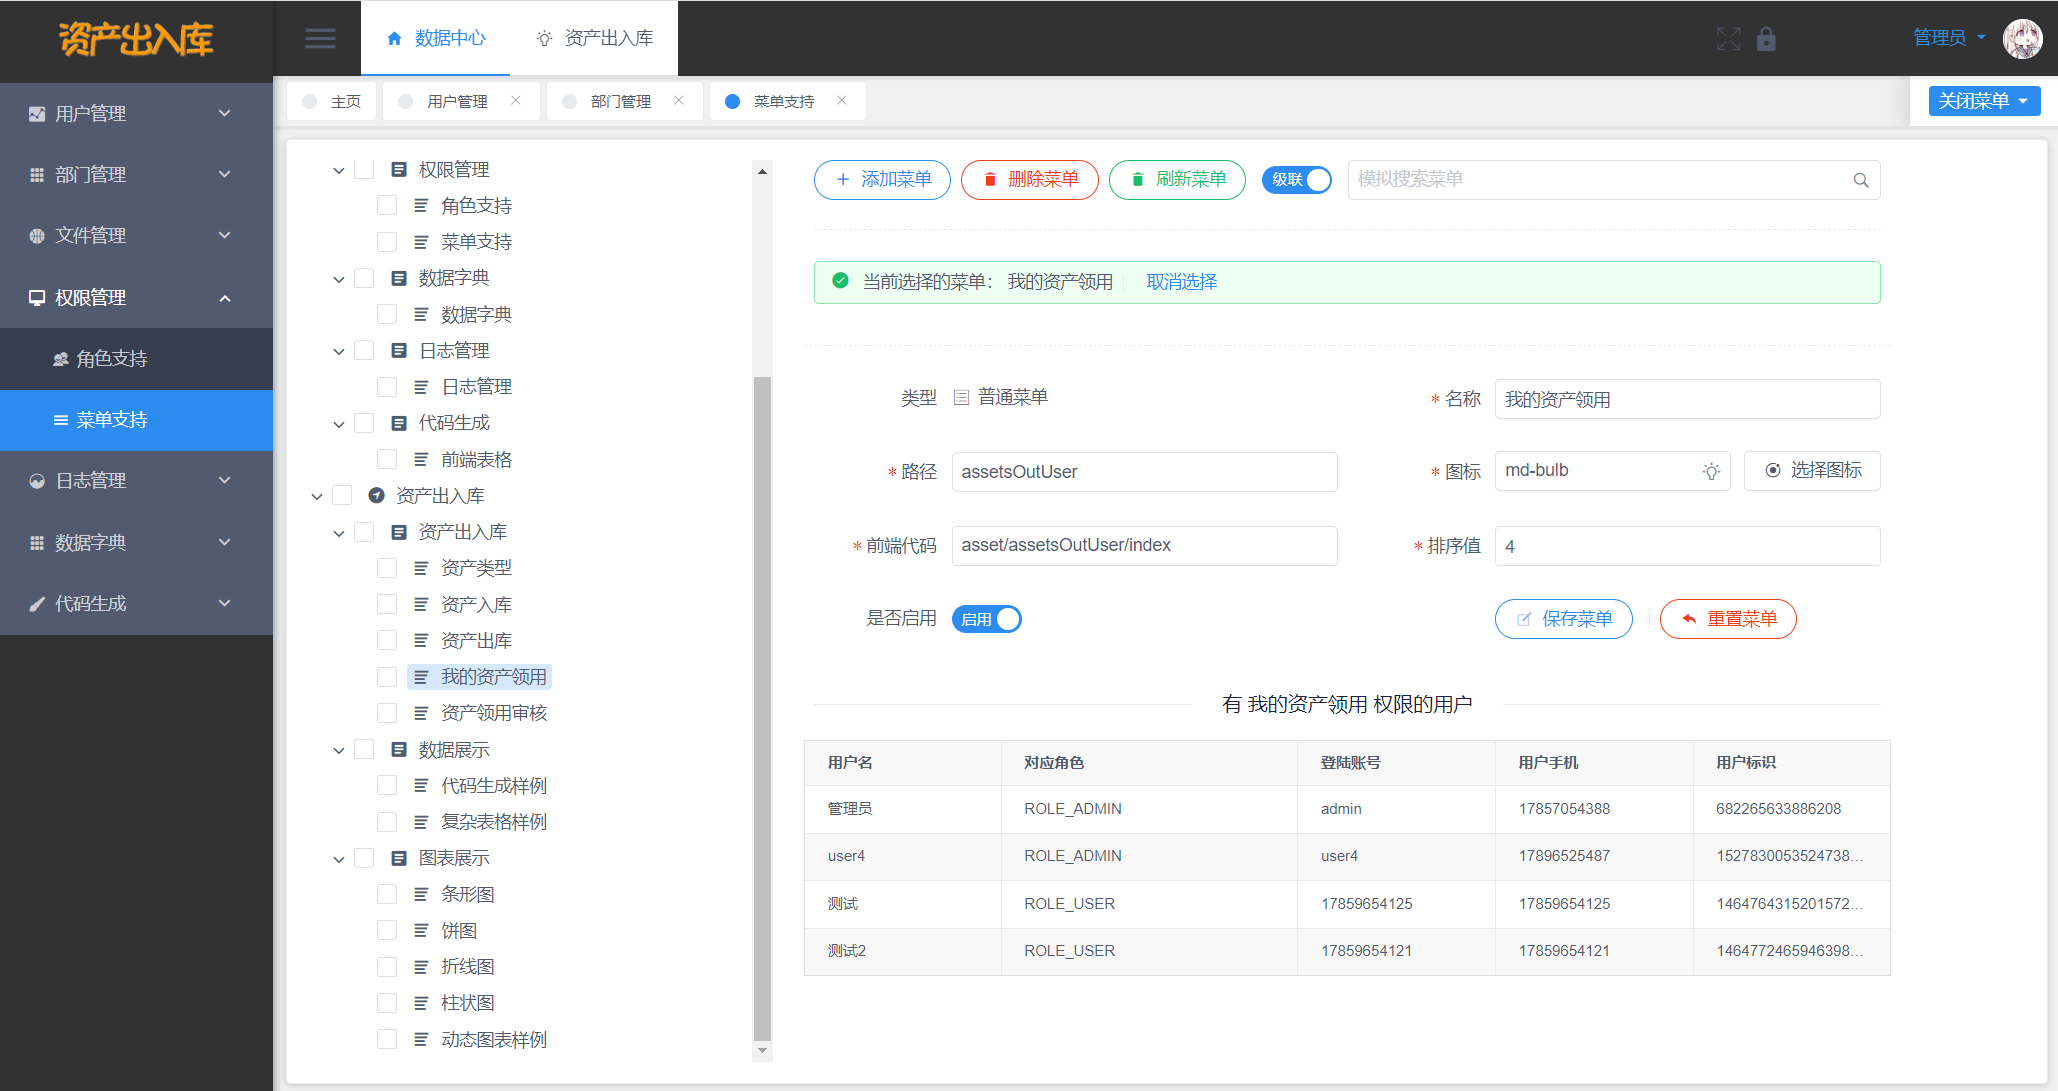 资产出入库
数据中心
资产出入库
管理员
主页
用户管理
部门管理
菜单支持
关闭菜单
用户管理
部门管理
文件管理
权限管理
角色支持
菜单支持
日志管理
数据字典
代码生成
权限管理
角色支持
菜单支持
数据字典
数据字典
日志管理
日志管理
代码生成
前端表格
资产出入库
资产出入库
资产类型
资产入库
资产出库
我的资产领用
资产领用审核
数据展示
代码生成样例
复杂表格样例
图表展示
条形图
饼图
折线图
柱状图
动态图表样例
添加菜单 删除菜单 刷新菜单 级联 模拟搜索菜单
当前选择的菜单： 我的资产领用 取消选择
类型 普通菜单 * 名称 我的资产领用
* 路径 assetsOutUser * 图标 md-bulb 选择图标
* 前端代码 asset/assetsOutUser/index * 排序值 4
是否启用 启用 保存菜单 重置菜单
有 我的资产领用 权限的用户
用户名 对应角色 登陆账号 用户手机 用户标识
管理员 ROLE_ADMIN admin 17857054388 682265633886208
user4 ROLE_ADMIN user4 17896525487 1527830053524738...
测试 ROLE_USER 17859654125 17859654125 1464764315201572...
测试2 ROLE_USER 17859654121 17859654121 1464772465946398...